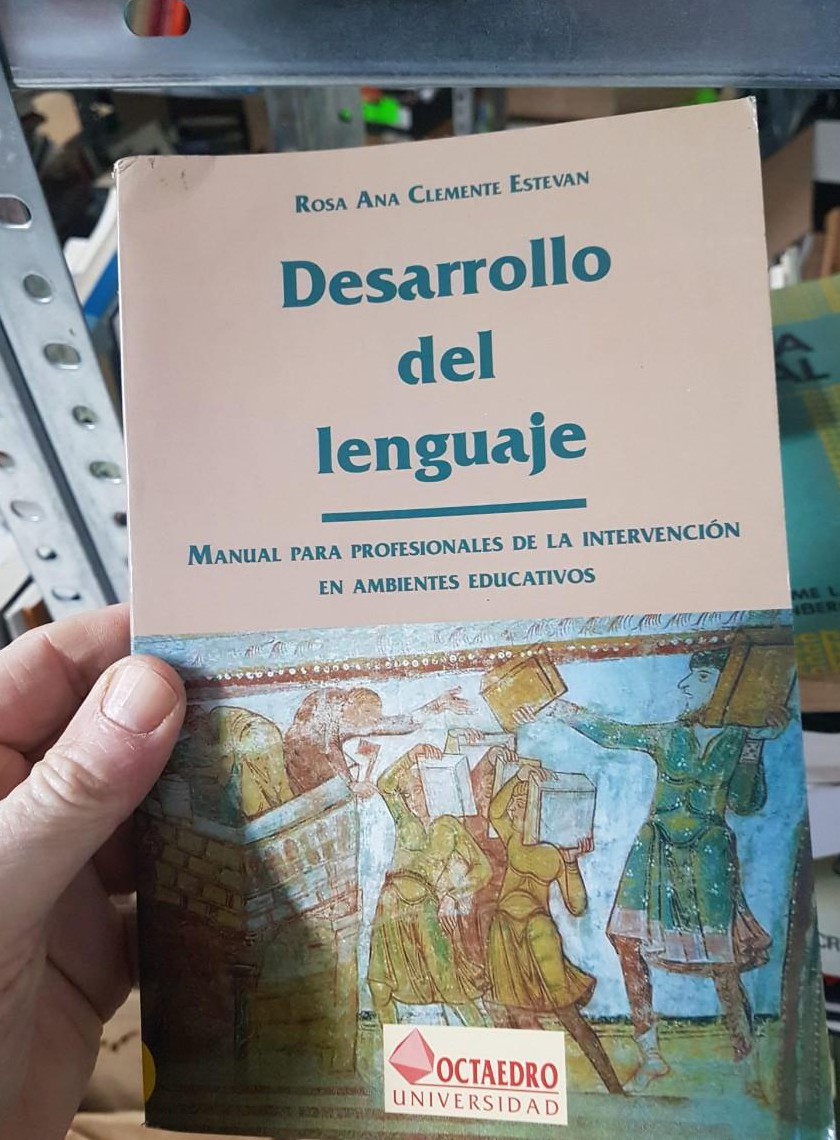 Rosa Ana Clemente Estevan
Desarrollo
del
lenguaje
Manual para profesionales de la intervención
en ambientes educativos
OCTAEDRO
UNIVERSIDAD